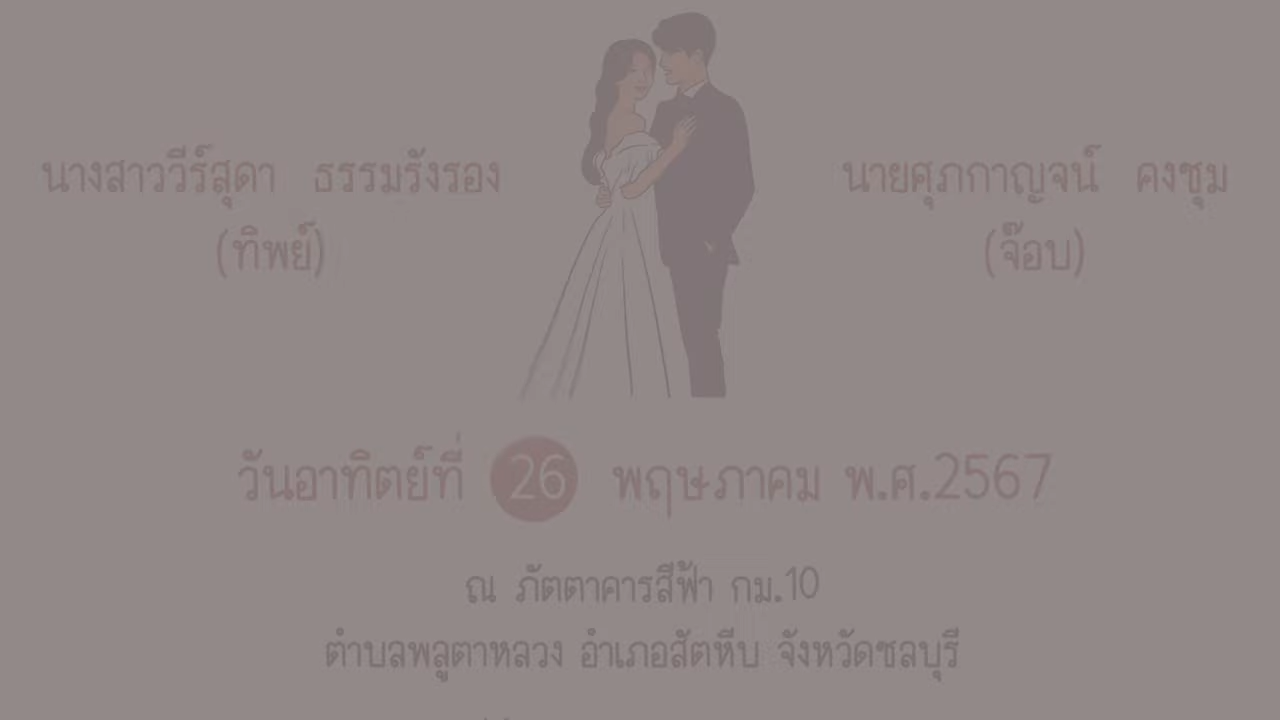 นางสาววีร์สุดา ธรรมรังรอง
(ทิพย์)
นายศุภกาญจน์ คงชุม
(จ๊อบ)
วันอาทิตย์ที่ 26 พฤษภาคม พ.ศ.2567
ณ ภัตตาคารสีฟ้า กม.10
ตำบลพลูตาหลวง อำเภอสัตหีบ จังหวัดชลบุรี